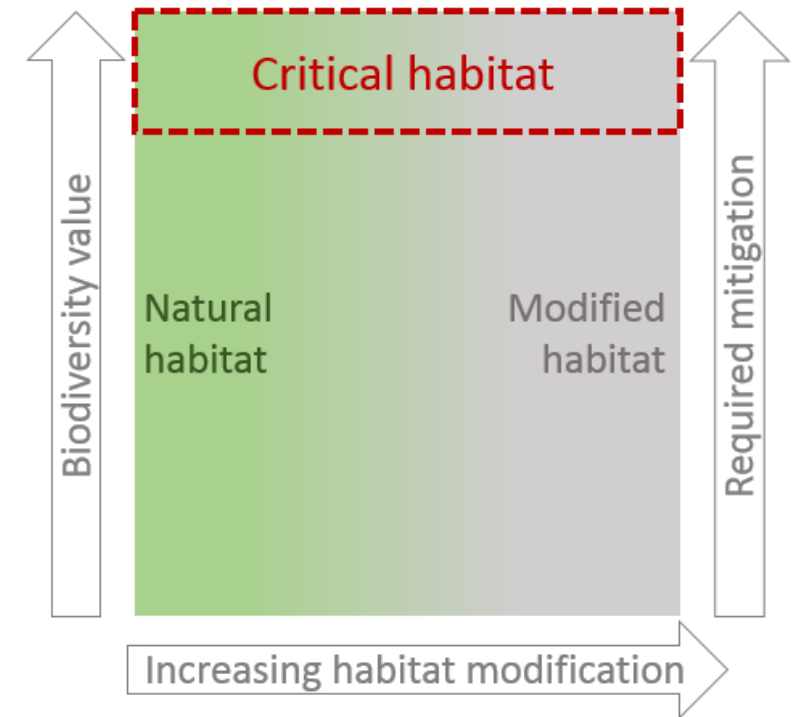 Critical habitat
Biodiversity value
Natural
habitat
Modified
habitat
Required mitigation
Increasing habitat modification